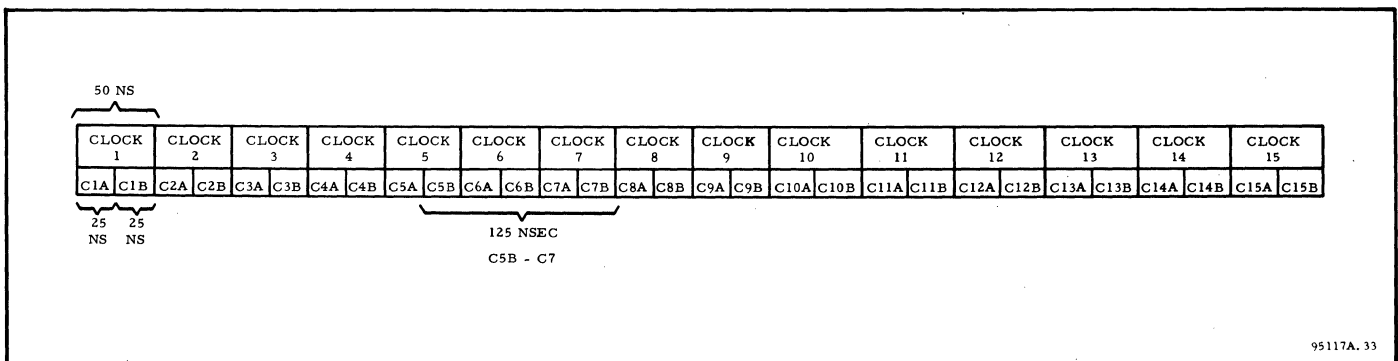 50 NS
CLOCK 1 CLOCK 2 CLOCK 3 CLOCK 4 CLOCK 5 CLOCK 6 CLOCK 7 CLOCK 8 CLOCK 9 CLOCK 10 CLOCK 11 CLOCK 12 CLOCK 13 CLOCK 14 CLOCK 15
C1A C1B C2A C2B C3A C3B C4A C4B C5A C5B C6A C6B C7A C7B C8A C8B C9A C9B C10A C10B C11A C11B C12A C12B C13A C13B C14A C14B C15A C15B
25 NS 25 NS
125 NSEC
C5B - C7
95117A.33